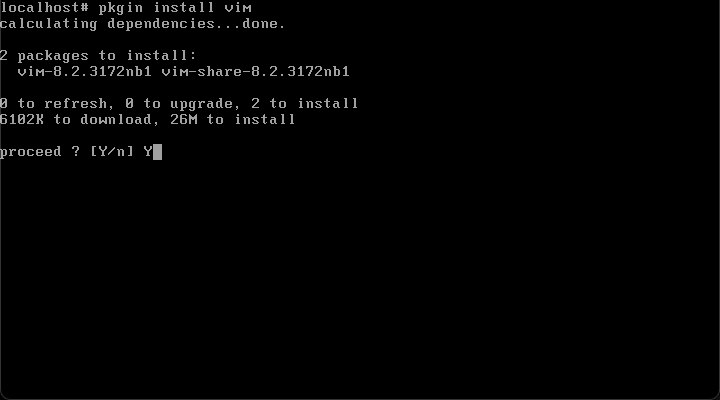 localhost# pkgin install vim
calculating dependencies...done.
2 packages to install:
vim-8.2.3172nb1 vim-share-8.2.3172nb1
0 to refresh, 0 to upgrade, 2 to install
6102K to download, 26M to install
proceed ? [Y/n] Y